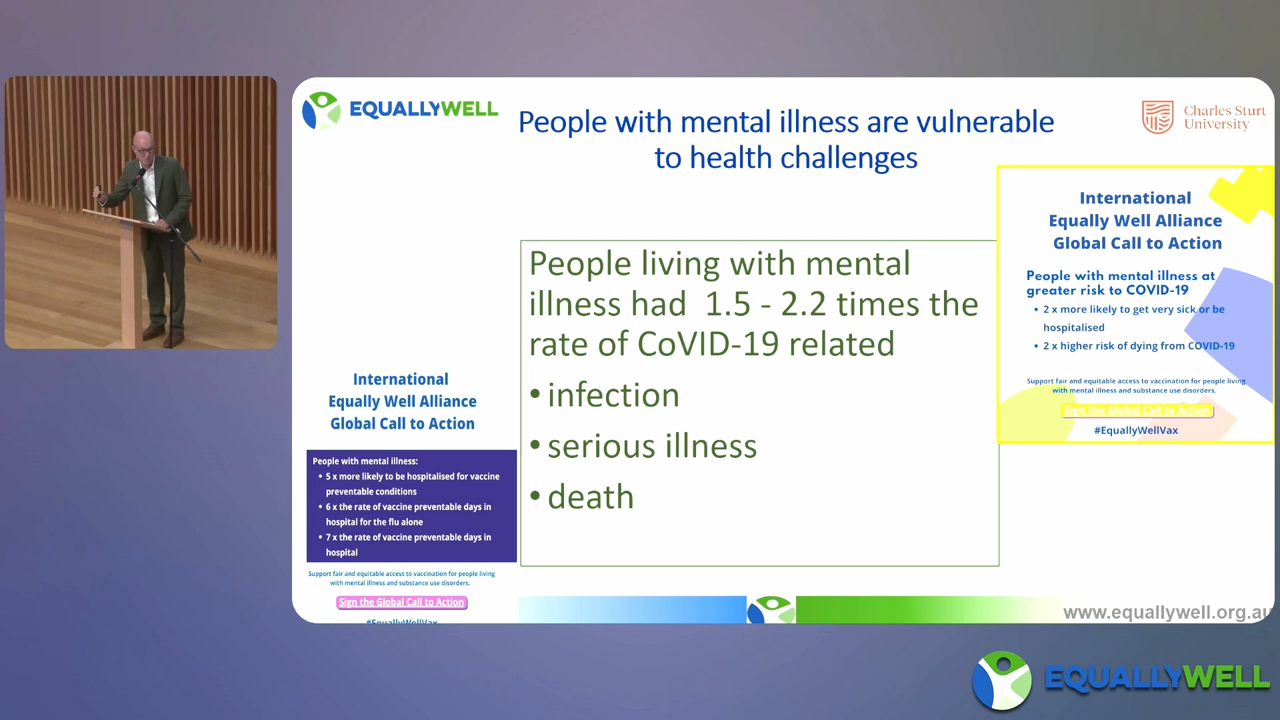 EQUALLYWELL
People with mental illness are vulnerable
to health challenges
Charles Sturt
University
International
Equally Well Alliance
Global Call to Action
People with mental illness at
greater risk to COVID-19
• 2 x more likely to get very sick or be
hospitalised
• 2 x higher risk of dying from COVID-19
Support fair and equitable access to vaccination for people living
with mental illness and substance use disorders.
Sign the Global Call to Action
#EquallyWellVax
People living with mental
illness had 1.5 - 2.2 times the
rate of CoVID-19 related
• infection
• serious illness
• death
International
Equally Well Alliance
Global Call to Action
People with mental illness:
• 5 x more likely to be hospitalised for vaccine
preventable conditions
• 6 x the rate of vaccine preventable days in
hospital for the flu alone
• 7 x the rate of vaccine preventable days in
hospital
Support fair and equitable access to vaccination for people living
with mental illness and substance use disorders.
Sign the Global Call to Action
#EquallyWellVax
www.equallywell.org.au
EQUALLYWELL